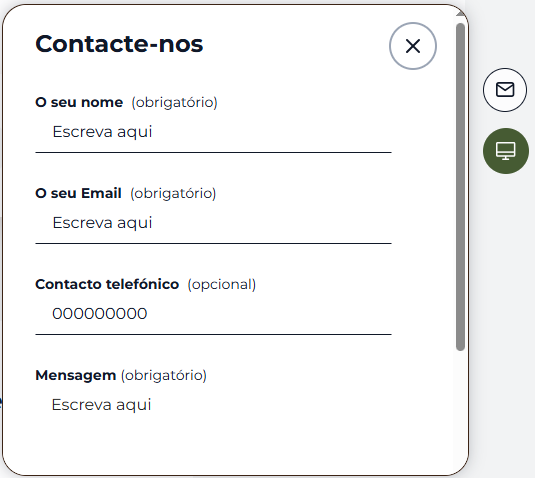 Contacte-nos
O seu nome (obrigatório)
Escreva aqui
O seu Email (obrigatório)
Escreva aqui
Contacto telefónico (opcional)
000000000
Mensagem (obrigatório)
Escreva aqui